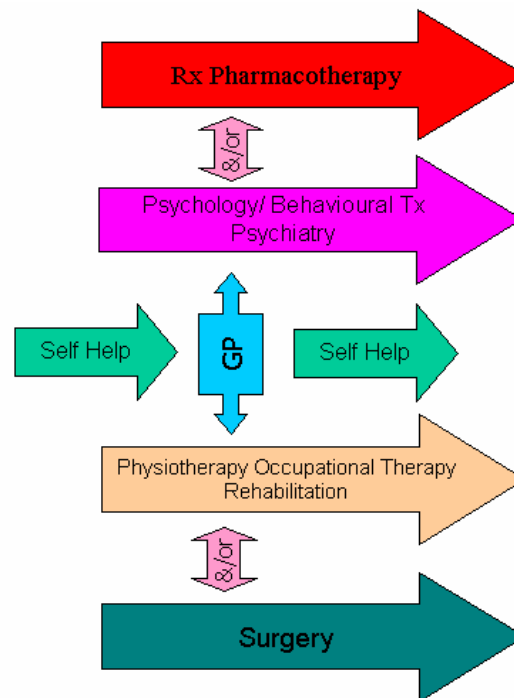 Rx Pharmacotherapy
&/or
Psychology/ Behavioural Tx
Psychiatry
Self Help
GP
Self Help
Physiotherapy Occupational Therapy
Rehabilitation
&/or
Surgery